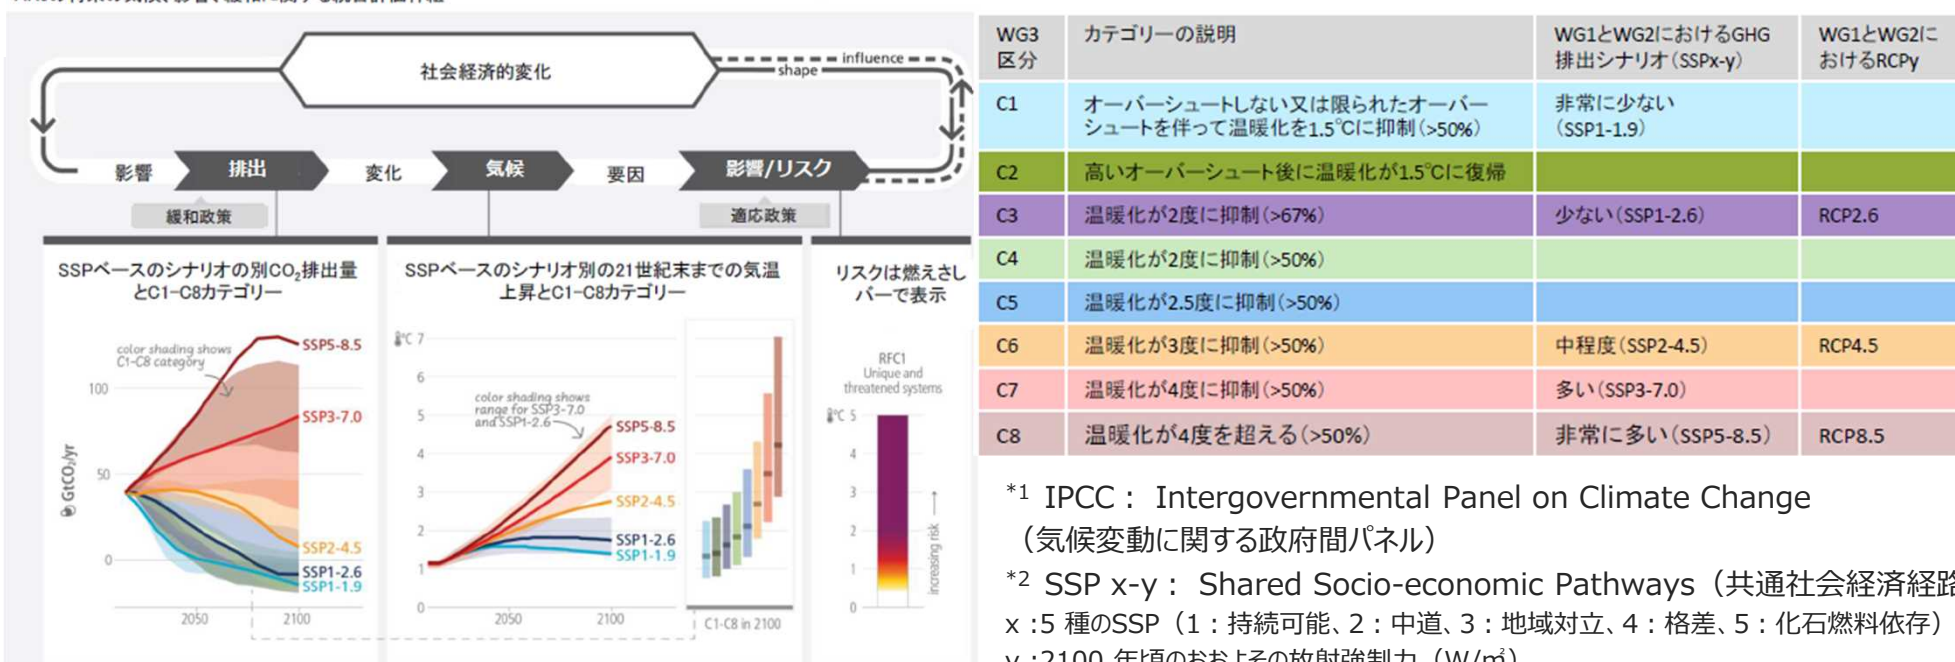 社会経済的変化
influence
shape
影響
排出
変化
気候
要因
影響/リスク
緩和政策
適応政策
SSPベースのシナリオの別CO₂排出量
とC1-C8カテゴリー
color shading shows
C1-C8 category
SSP5-8.5
100
SSP3-7.0
50
GtCO₂/yr
SSP2-4.5
0
SSP1-2.6
SSP1-1.9
2050
2100
SSPベースのシナリオ別の21世紀末までの気温
上昇とC1-C8カテゴリー
°C 7
6
color shading shows
range for SSP3-7.0
and SSP1-2.6
5
SSP5-8.5
4
SSP3-7.0
3
SSP2-4.5
2
SSP1-2.6
SSP1-1.9
1
0
2050
2100
C1-C8 in 2100
リスクは燃えさし
バーで表示
RFC1
Unique and
threatened systems
°C 5
4
3
2
1
0
increasing risk
WG3
区分
カテゴリーの説明
WG1とWG2におけるGHG
排出シナリオ(SSPx-y)
WG1とWG2に
おけるRCPy
C1
オーバーシュートしない又は限られたオーバー
シュートを伴って温暖化を1.5℃に抑制(>50%)
非常に少ない
(SSP1-1.9)
C2 高いオーバーシュート後に温暖化が1.5℃に復帰
C3 温暖化が2度に抑制(>67%) 少ない(SSP1-2.6) RCP2.6
C4 温暖化が2度に抑制(>50%)
C5 温暖化が2.5度に抑制(>50%)
C6 温暖化が3度に抑制(>50%) 中程度(SSP2-4.5) RCP4.5
C7 温暖化が4度に抑制(>50%) 多い(SSP3-7.0)
C8 温暖化が4度を超える(>50%) 非常に多い(SSP5-8.5) RCP8.5
*1 IPCC： Intergovernmental Panel on Climate Change
（気候変動に関する政府間パネル）
*2 SSP x-y： Shared Socio-economic Pathways（共通社会経済経路
x :5 種のSSP（1：持続可能、2：中道、3：地域対立、4：格差、5：化石燃料依存）
y :2100 年頃のおおよその放射強制力（W/㎡）